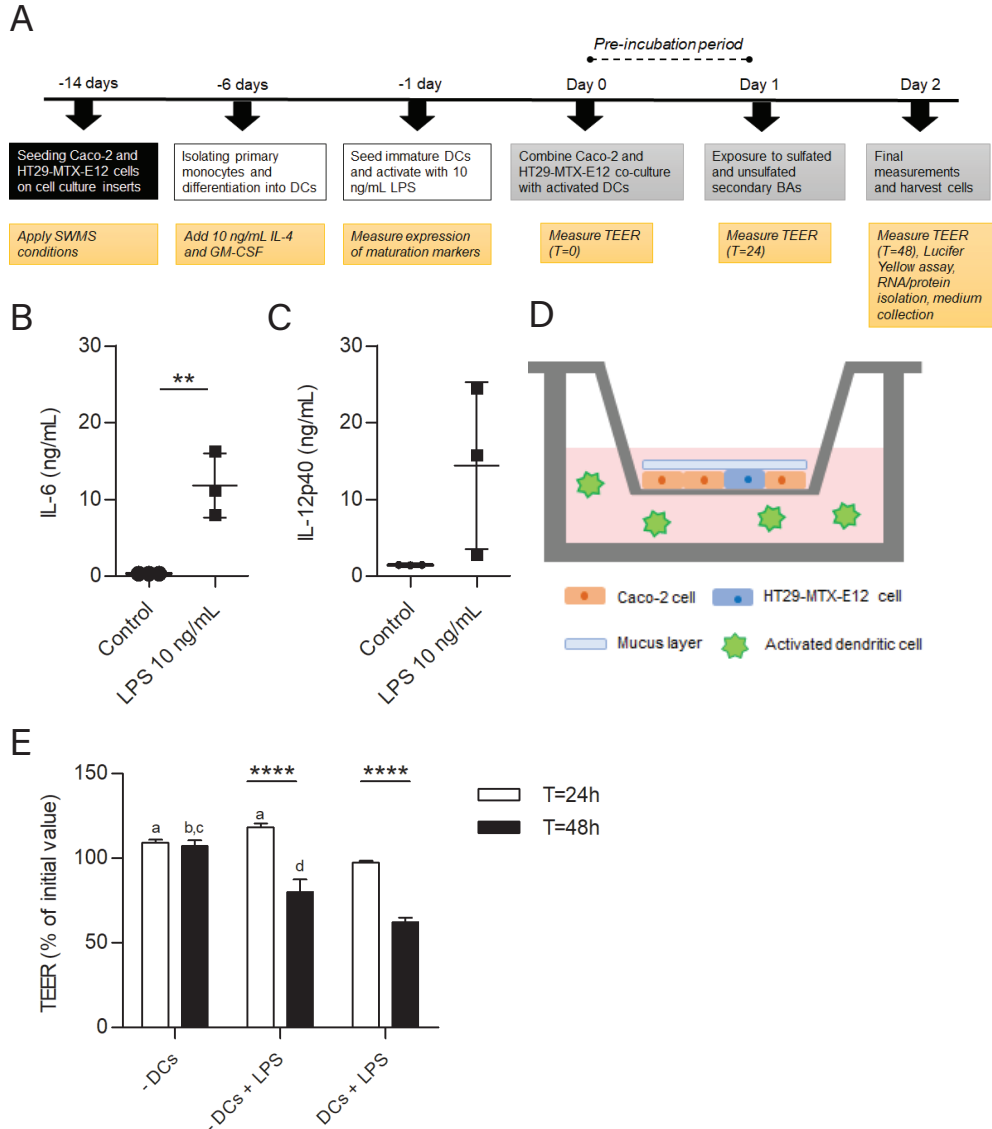 A
Pre-incubation period
-14 days
-6 days
-1 day
Day 0
Day 1
Day 2
Seeding Caco-2 and
HT29-MTX-E12 cells
on cell culture inserts
Isolating primary
monocytes and
differentiation into DCs
Seed immature DCs
and activate with 10
ng/mL LPS
Combine Caco-2 and
HT29-MTX-E12 co-culture
with activated DCs
Exposure to sulfated
and unsulfated
secondary BAs
Final
measurements
and harvest cells
Apply SWMS
conditions
Add 10 ng/mL IL-4
and GM-CSF
Measure expression
of maturation markers
Measure TEER
(T=0)
Measure TEER
(T=24)
Measure TEER
(T=48), Lucifer
Yellow assay,
RNA/protein
isolation, medium
collection
B
IL-6 (ng/mL)
30
20
10
0
**
Control
LPS 10 ng/mL
C
IL-12p40 (ng/mL)
30
20
10
0
Control
LPS 10 ng/mL
D
Caco-2 cell
HT29-MTX-E12 cell
Mucus layer
Activated dendritic cell
E
TEER (% of initial value)
150
100
50
0
a
b,c
****
a
d
****
- DCs
- DCs + LPS
DCs + LPS
T=24h
T=48h